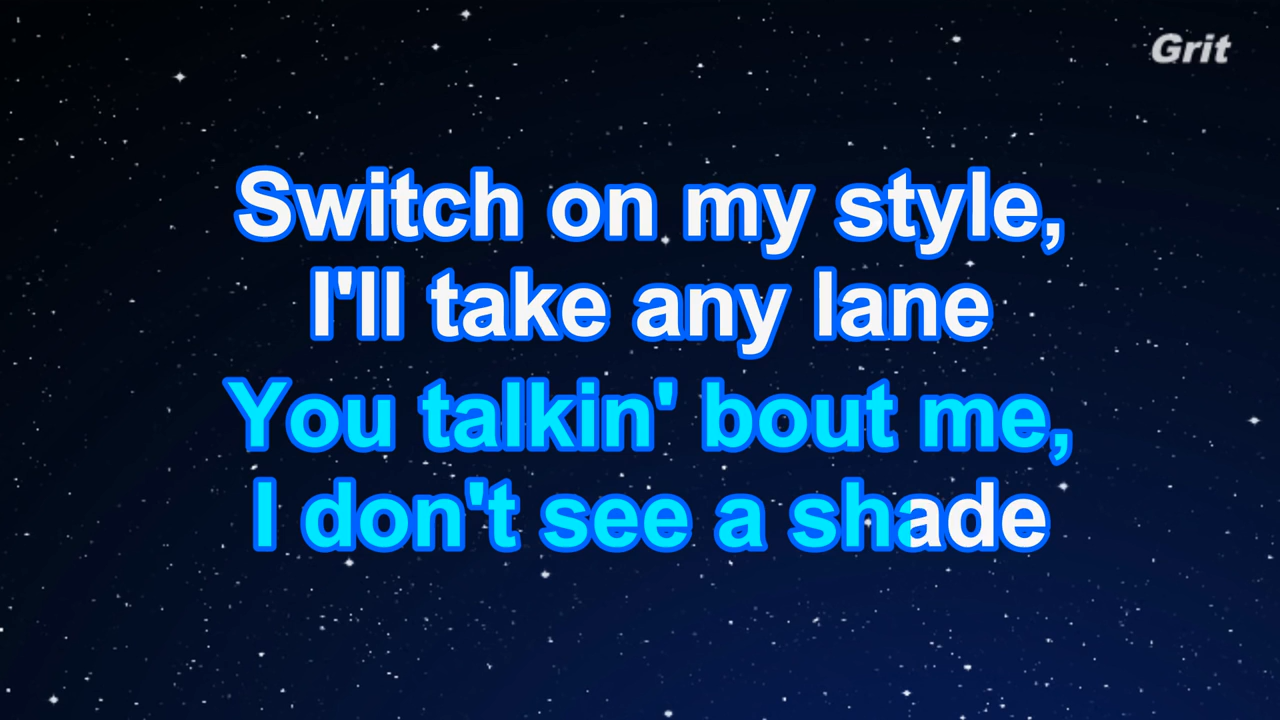 Grit
Switch on my style,
I'll take any lane
You talkin' bout me,
I don't see a shade